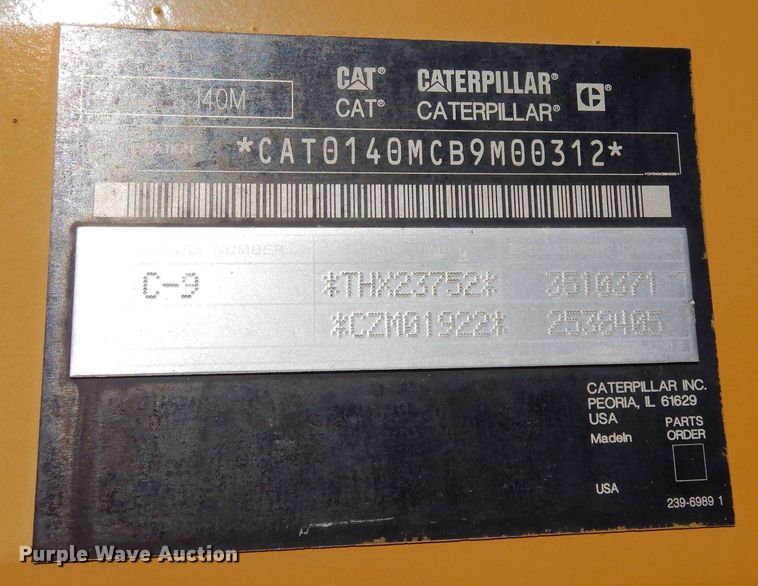 CAT® CATERPILLAR®
140M CAT® CATERPILLAR®
*CAT0140MCB9M00312*
NUMBER
C-9 *THX23752* 3510371
*CZM01922* 2538405
CATERPILLAR INC.
PEORIA, IL 61629
USA PARTS
MadeIn ORDER
USA
239-6989 1
Purple Wave Auction